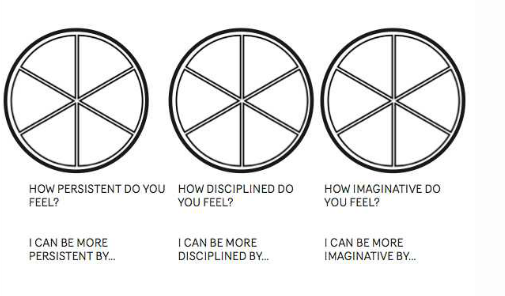 HOW PERSISTENT DO YOU
FEEL?
HOW DISCIPLINED DO
YOU FEEL?
HOW IMAGINATIVE DO
YOU FEEL?
I CAN BE MORE
PERSISTENT BY...
I CAN BE MORE
DISCIPLINED BY...
I CAN BE MORE
IMAGINATIVE BY...